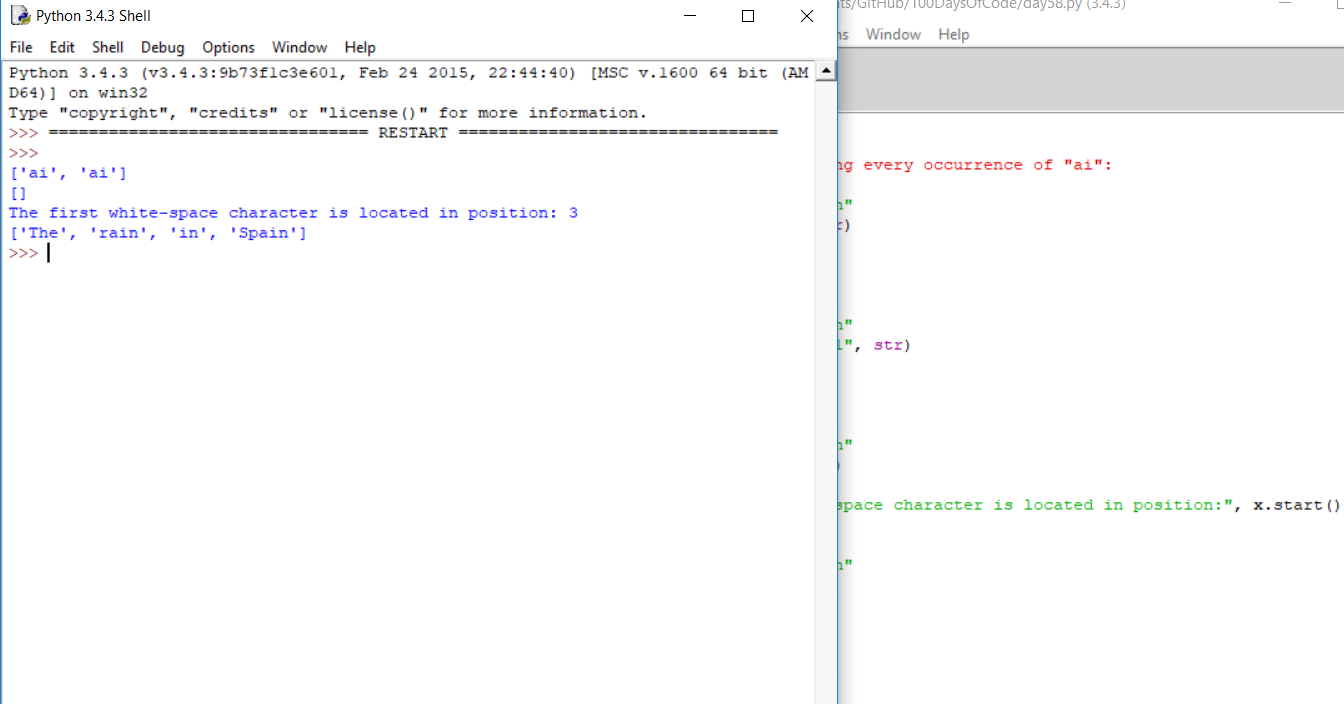 Python 3.4.3 Shell
File Edit Shell Debug Options Window Help
Python 3.4.3 (v3.4.3:9b73f1c3e601, Feb 24 2015, 22:44:40) [MSC v.1600 64 bit (AM
D64)] on win32
Type "copyright", "credits" or "license()" for more information.
>>> ================================ RESTART ================================
>>>
['ai', 'ai']
[]
The first white-space character is located in position: 3
['The', 'rain', 'in', 'Spain']
>>>
ts/GitHub/100DaysOfCode/day58.py (3.4.3)
ns Window Help
ng every occurrence of "ai":
n"
r)
n"
l", str)
n"
)
space character is located in position:", x.start()
n"